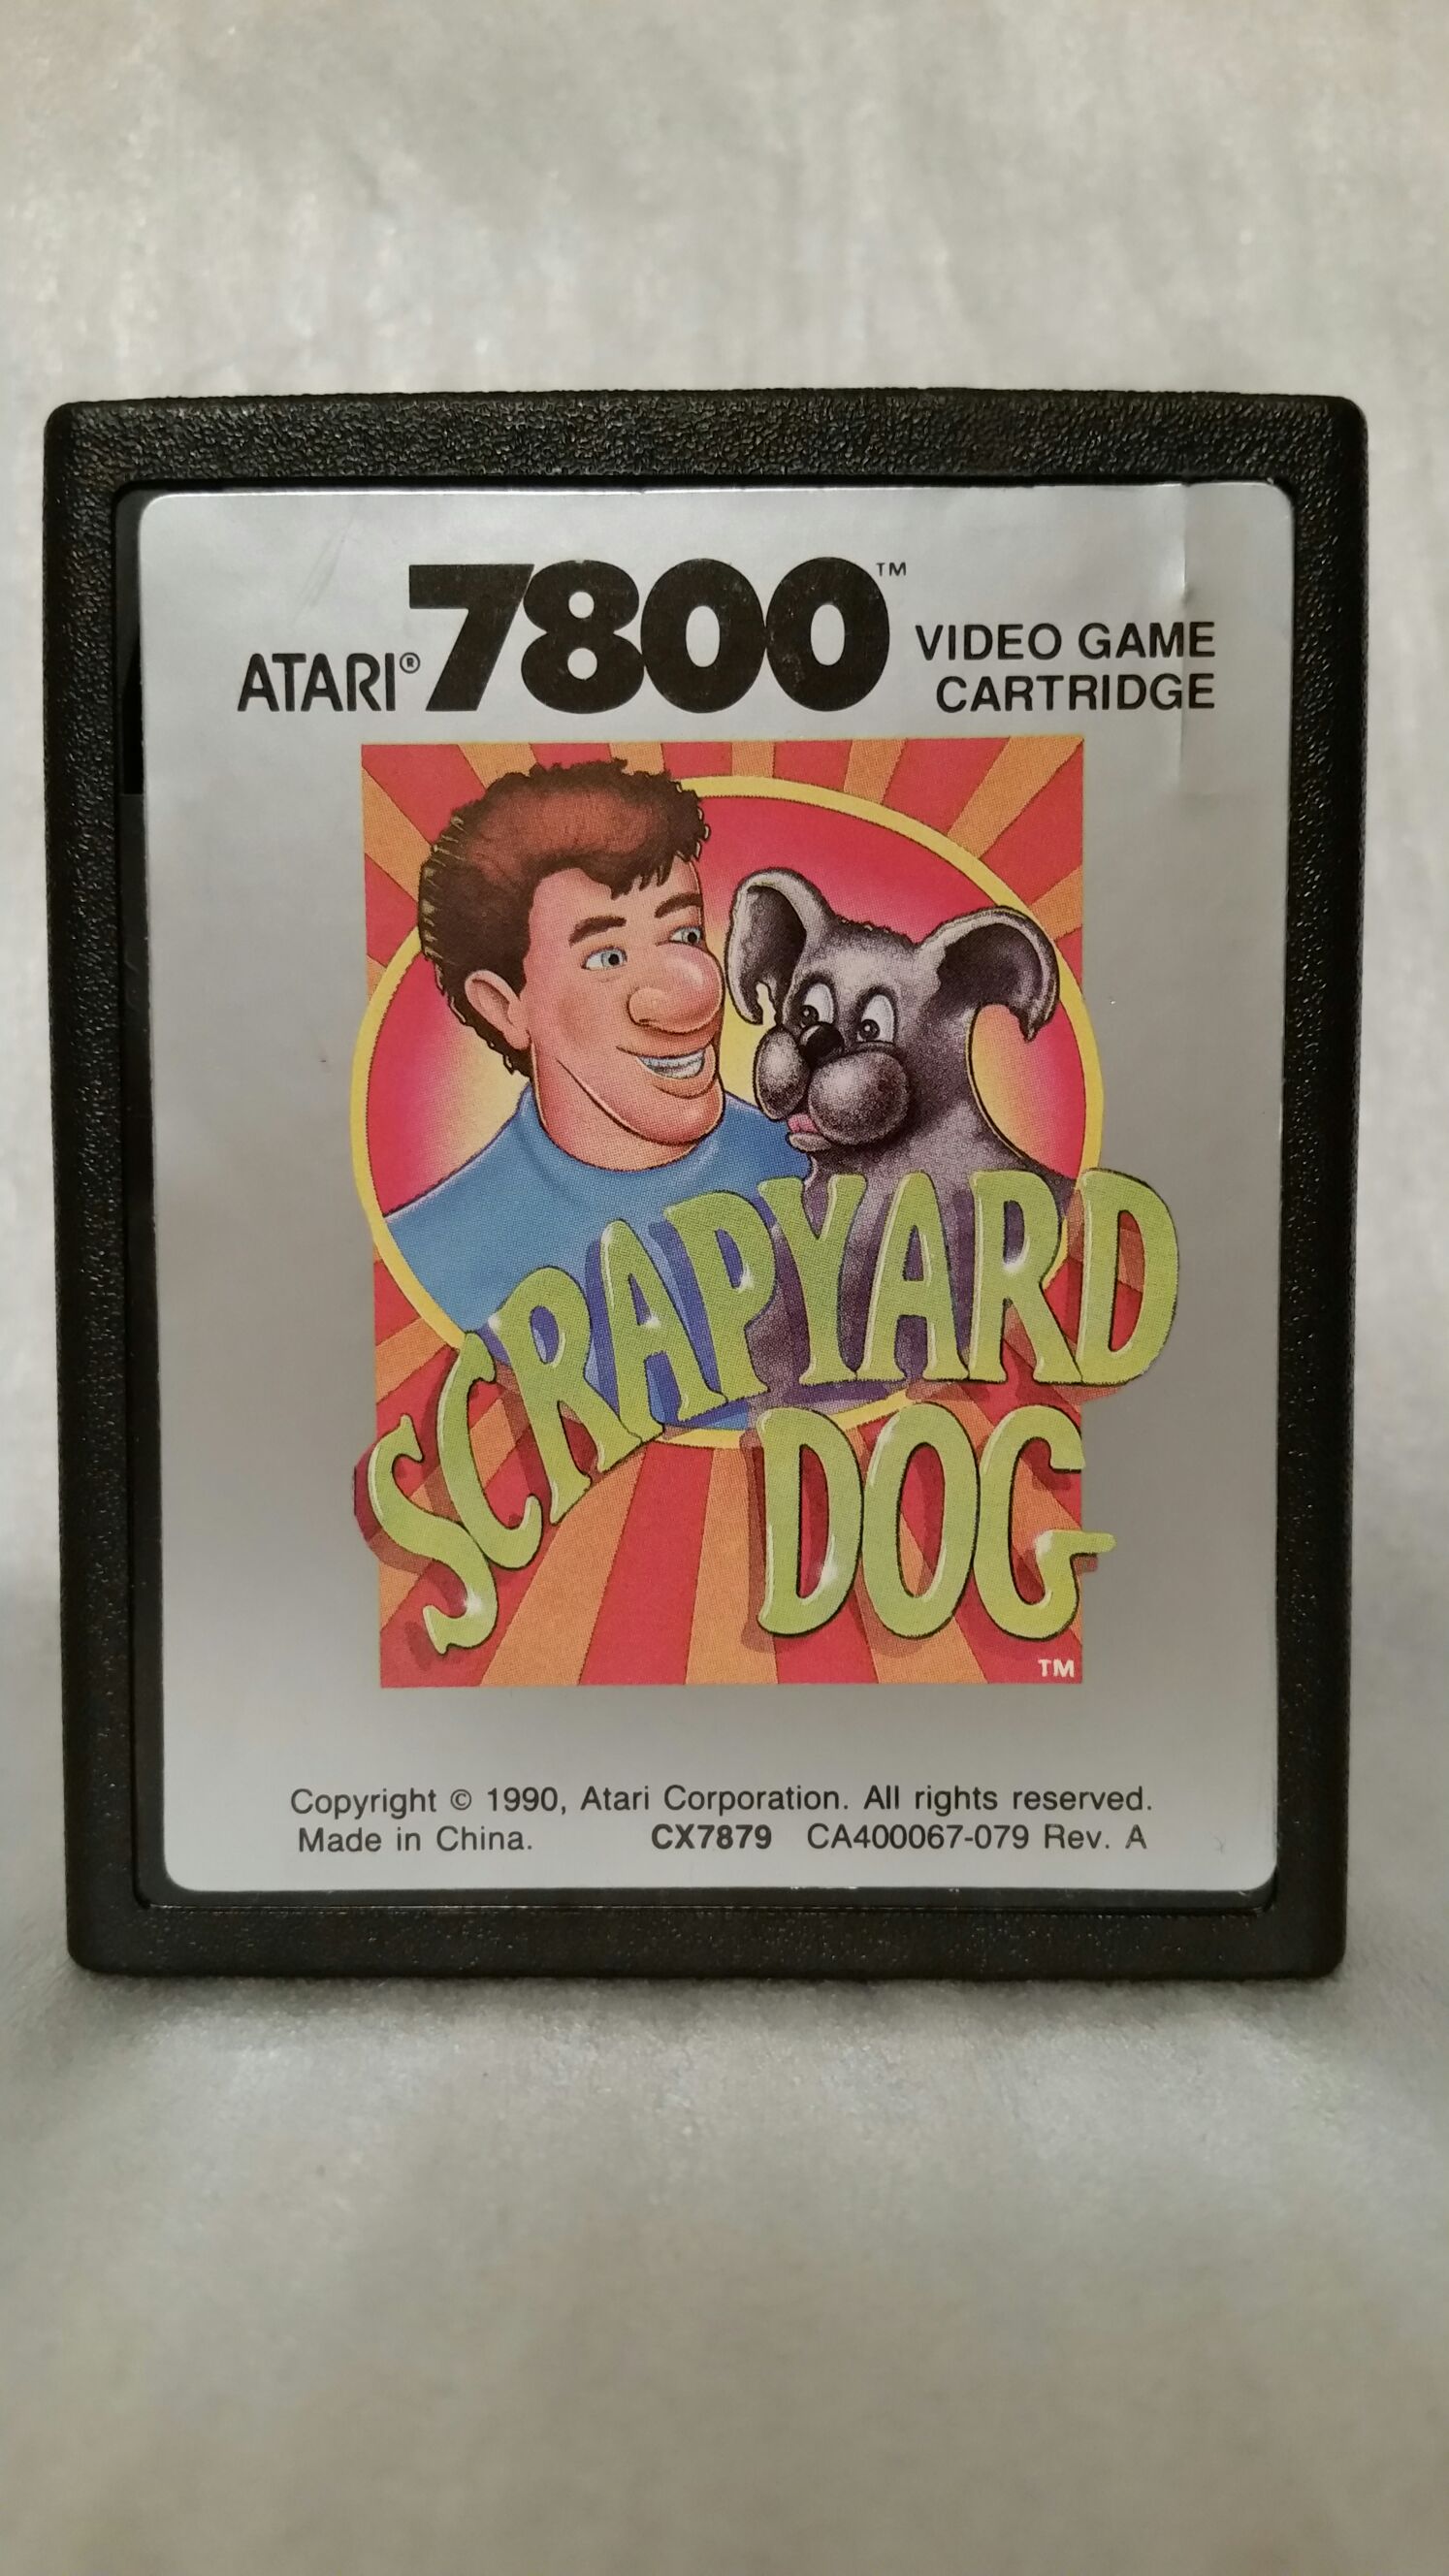 ATARI® 7800™ VIDEO GAME
CARTRIDGE
SCRAPYARD
DOG
TM
Copyright © 1990, Atari Corporation. All rights reserved.
Made in China. CX7879 CA400067-079 Rev. A